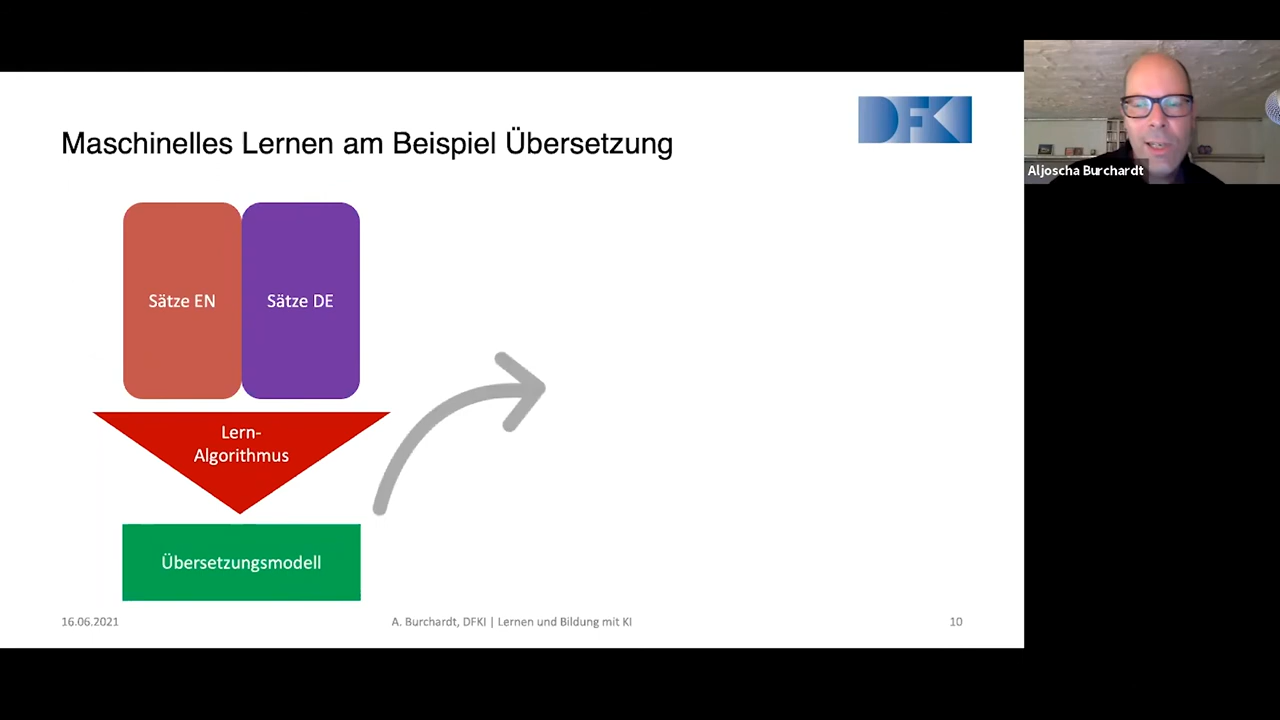 DFKI
Maschinelles Lernen am Beispiel Übersetzung
Aljoscha Burchardt
Sätze EN
Sätze DE
Lern-
Algorithmus
Übersetzungsmodell
16.06.2021
A. Burchardt, DFKI | Lernen und Bildung mit KI
10